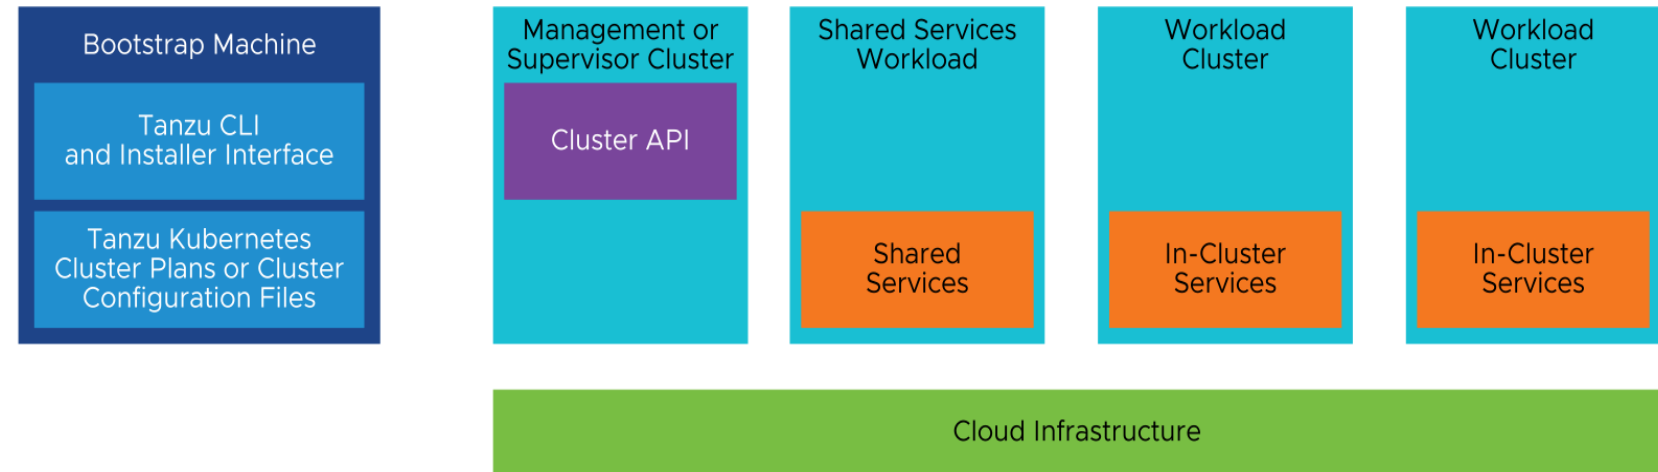 Bootstrap Machine
Tanzu CLI
and Installer Interface
Tanzu Kubernetes
Cluster Plans or Cluster
Configuration Files
Management or
Supervisor Cluster
Cluster API
Shared Services
Workload
Shared
Services
Workload
Cluster
In-Cluster
Services
Workload
Cluster
In-Cluster
Services
Cloud Infrastructure